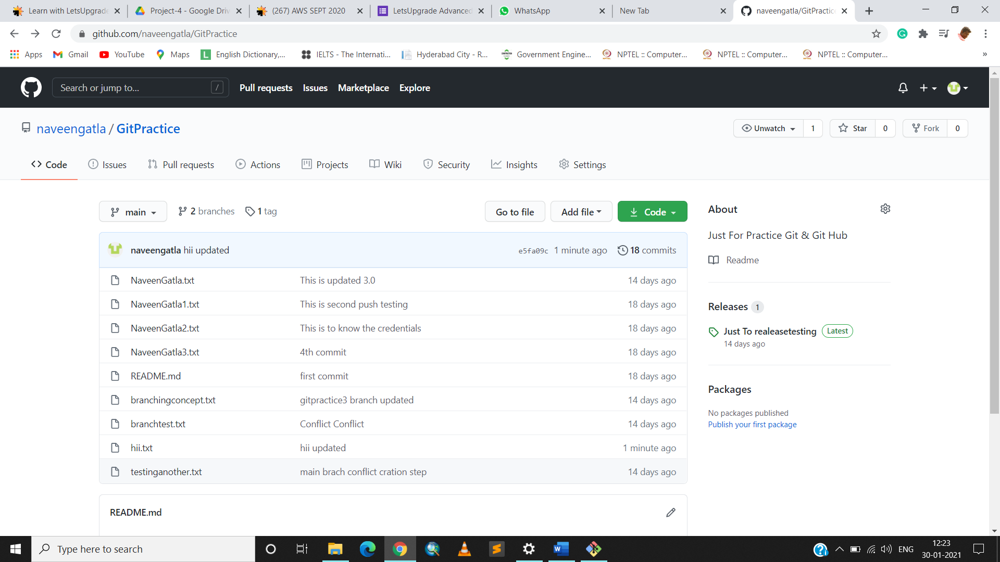 Learn with LetsUpgrade
Project-4 - Google Driv
(267) AWS SEPT 2020
LetsUpgrade Advanced
WhatsApp
New Tab
naveengatla/GitPractice
github.com/naveengatla/GitPractice
Apps
Gmail
YouTube
Maps
English Dictionary,...
IELTS - The Internati...
Hyderabad City - R...
Government Engine...
NPTEL :: Computer...
NPTEL :: Computer...
NPTEL :: Computer...
»
Search or jump to... /
Pull requests Issues Marketplace Explore
naveengatla / GitPractice
Unwatch 1
Star 0
Fork 0
Code
Issues
Pull requests
Actions
Projects
Wiki
Security
Insights
Settings
main
2 branches
1 tag
Go to file
Add file
Code
naveengatla hii updated e5fa09c 1 minute ago 18 commits
NaveenGatla.txt This is updated 3.0 14 days ago
NaveenGatla1.txt This is second push testing 18 days ago
NaveenGatla2.txt This is to know the credentials 18 days ago
NaveenGatla3.txt 4th commit 18 days ago
README.md first commit 18 days ago
branchingconcept.txt gitpractice3 branch updated 14 days ago
branchtest.txt Conflict Conflict 14 days ago
hii.txt hii updated 1 minute ago
testinganother.txt main brach conflict cration step 14 days ago
README.md
About
Just For Practice Git & Git Hub
Readme
Releases 1
Just To realeasetesting Latest
14 days ago
Packages
No packages published
Publish your first package
Type here to search
ENG
12:23
30-01-2021